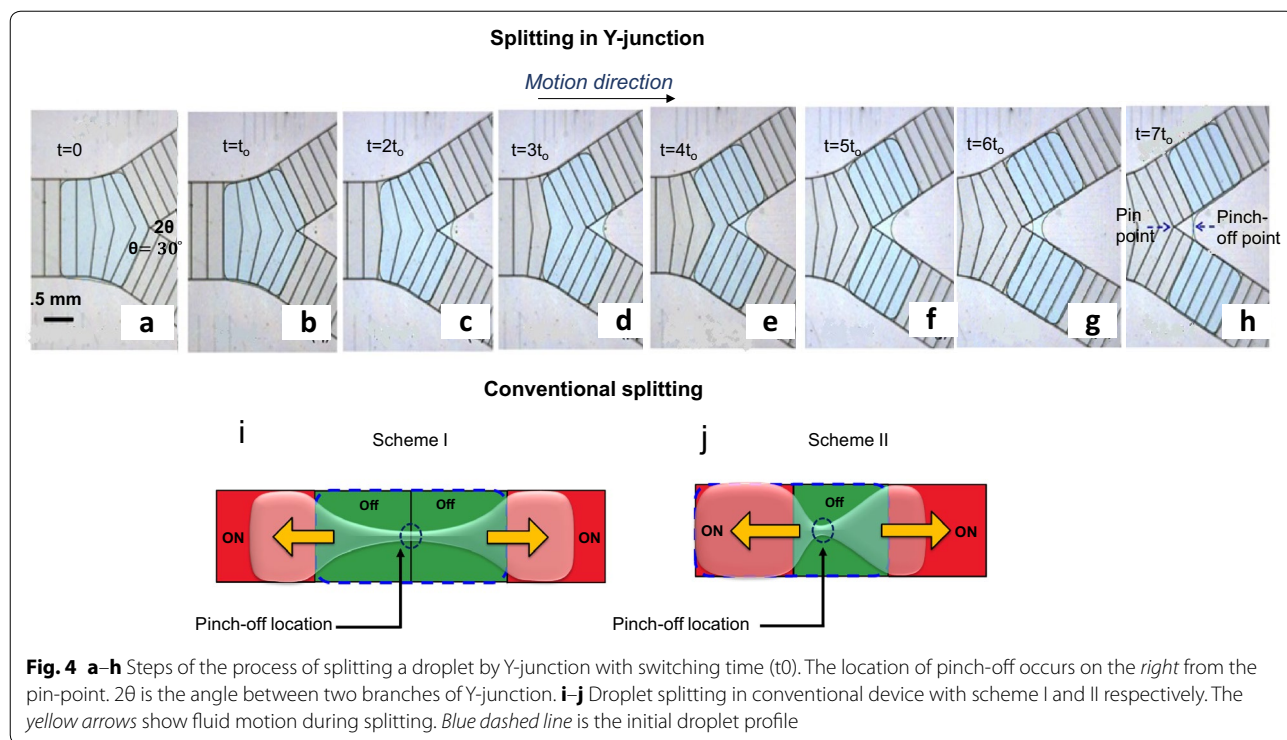 Splitting in Y-junction
Motion direction
t=0
t=to
t=2to
t=3to
t=4to
t=5to
t=6to
t=7to
2θ
θ= 30°
.5 mm
Pin point
Pinch-off point
a
b
c
d
e
f
g
h
Conventional splitting
i
Scheme I
j
Scheme II
ON
Off
Off
ON
ON
Off
ON
Pinch-off location
Pinch-off location
Fig. 4 a–h Steps of the process of splitting a droplet by Y-junction with switching time (t0). The location of pinch-off occurs on the right from the
pin-point. 2θ is the angle between two branches of Y-junction. i–j Droplet splitting in conventional device with scheme I and II respectively. The
yellow arrows show fluid motion during splitting. Blue dashed line is the initial droplet profile